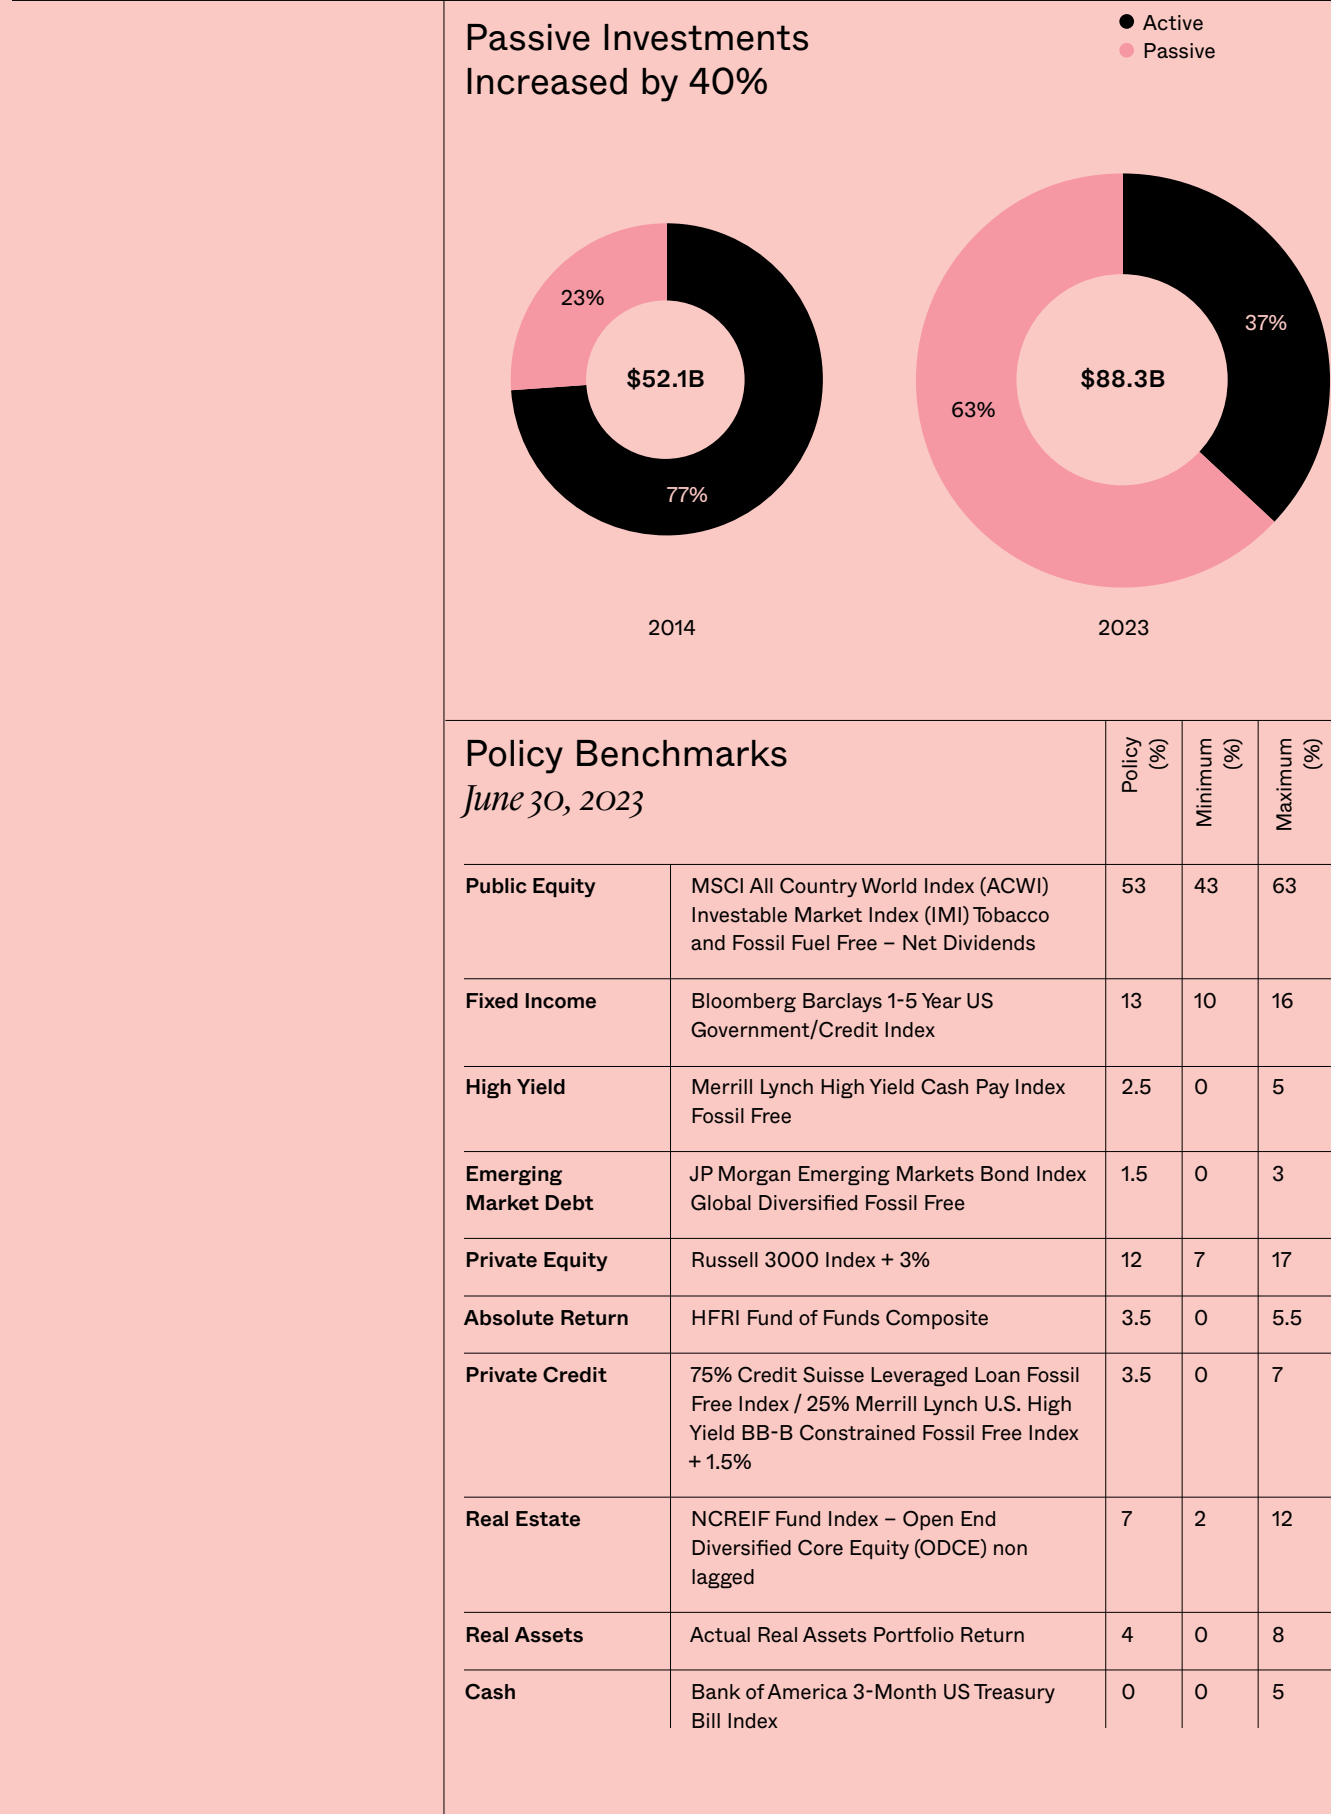 Passive Investments
Increased by 40%
Active
Passive
23%
$52.1B
77%
2014
37%
$88.3B
63%
2023
Policy Benchmarks
June 30, 2023
Policy
(%)
Minimum
(%)
Maximum
(%)
Public Equity
MSCI All Country World Index (ACWI)
Investable Market Index (IMI) Tobacco
and Fossil Fuel Free – Net Dividends
53
43
63
Fixed Income
Bloomberg Barclays 1-5 Year US
Government/Credit Index
13
10
16
High Yield
Merrill Lynch High Yield Cash Pay Index
Fossil Free
2.5
0
5
Emerging
Market Debt
JP Morgan Emerging Markets Bond Index
Global Diversified Fossil Free
1.5
0
3
Private Equity
Russell 3000 Index + 3%
12
7
17
Absolute Return
HFRI Fund of Funds Composite
3.5
0
5.5
Private Credit
75% Credit Suisse Leveraged Loan Fossil
Free Index / 25% Merrill Lynch U.S. High
Yield BB-B Constrained Fossil Free Index
+ 1.5%
3.5
0
7
Real Estate
NCREIF Fund Index – Open End
Diversified Core Equity (ODCE) non
lagged
7
2
12
Real Assets
Actual Real Assets Portfolio Return
4
0
8
Cash
Bank of America 3-Month US Treasury
Bill Index
0
0
5